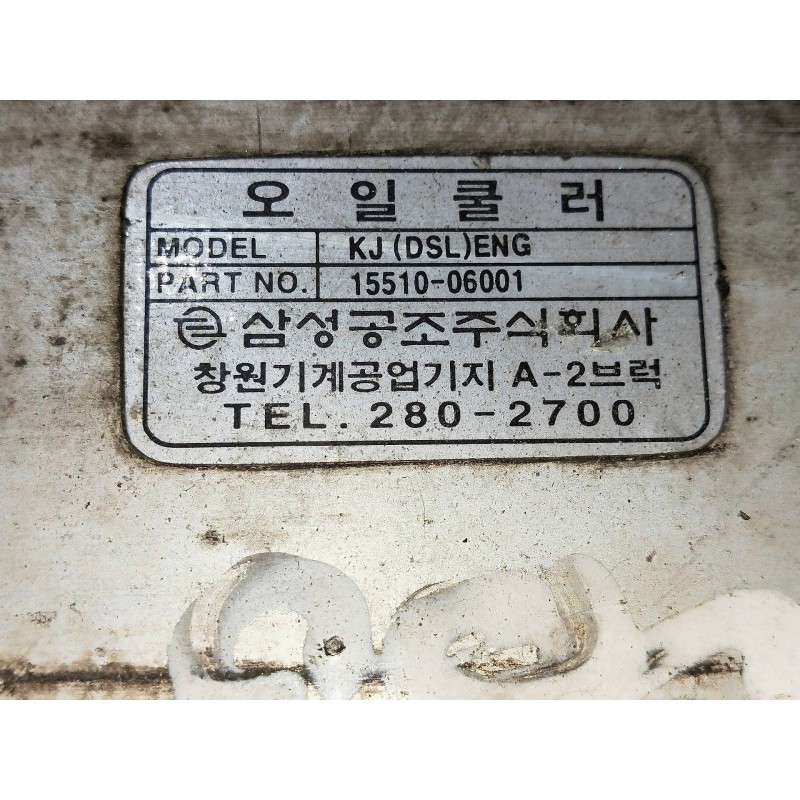 오일쿨러
MODEL KJ(DSL)ENG
PART NO. 15510-06001
삼성공조주식회사
창원기계공업기지 A-2브럭
TEL. 280-2700